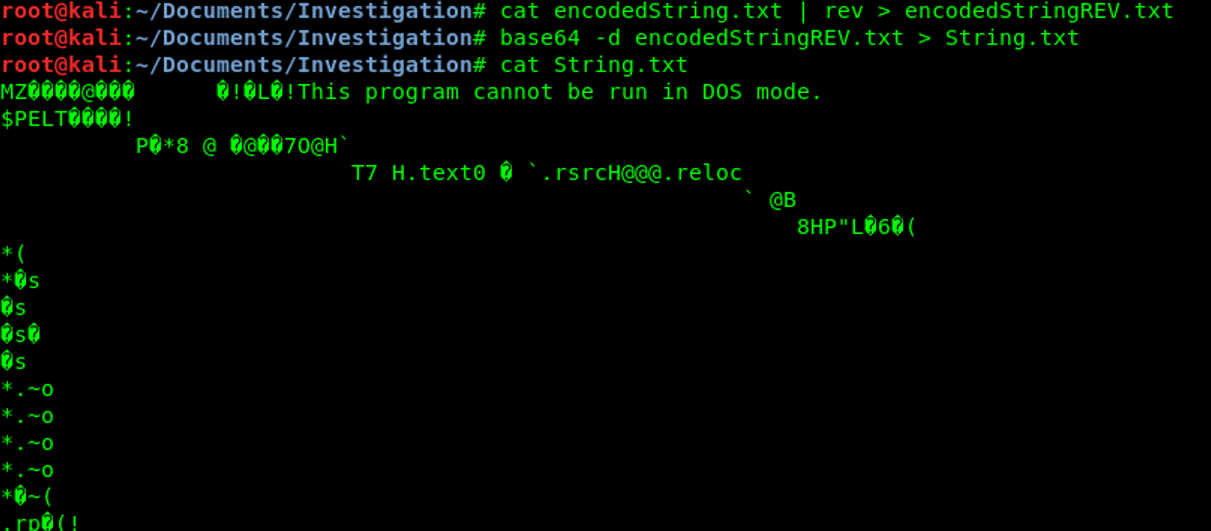 root@kali:~/Documents/Investigation# cat encodedString.txt | rev > encodedStringREV.txt
root@kali:~/Documents/Investigation# base64 -d encodedStringREV.txt > String.txt
root@kali:~/Documents/Investigation# cat String.txt
MZ����@��� �!�L�!This program cannot be run in DOS mode.
$PELT����!
P�*8 @ �@��7O@H`
T7 H.text0 � `.rsrcH@@@.reloc
` @B
8HP"L�6�(
*(
*�s
�s
�s�
�s
*.~o
*.~o
*.~o
*.~o
*�~(
.rp�(!